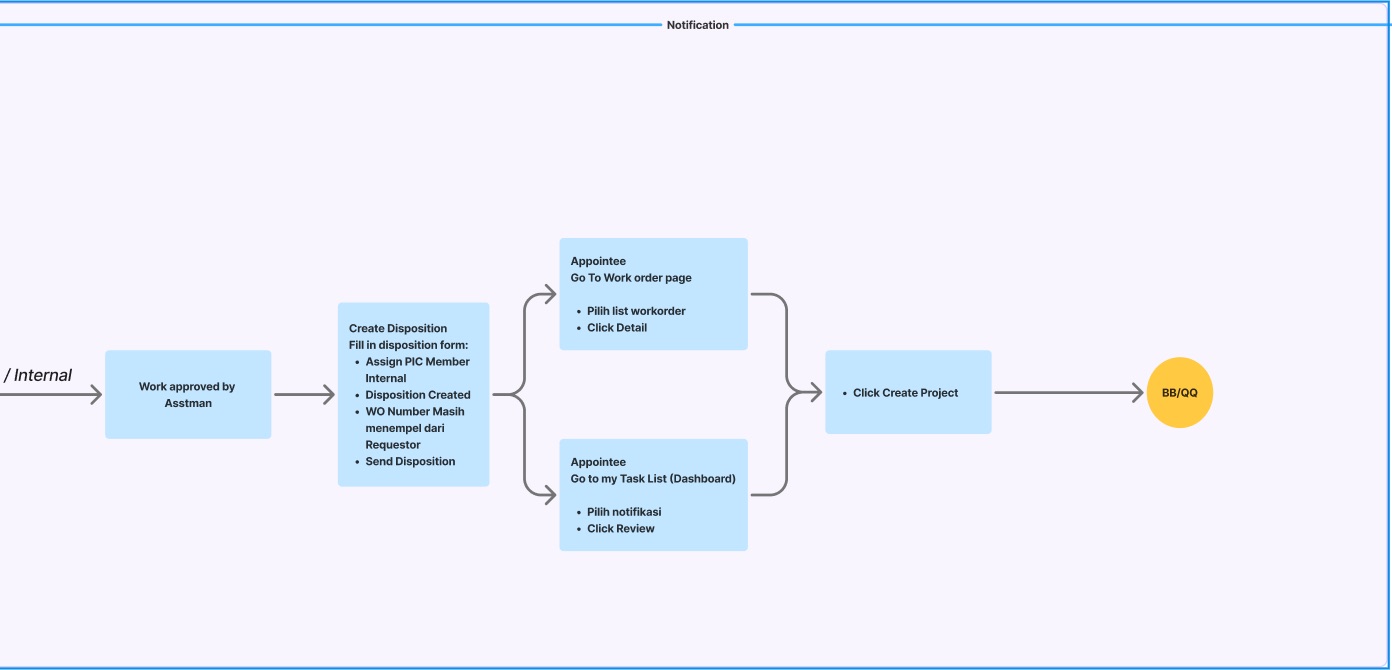 Notification
/ Internal
Work approved by
Asstman
Create Disposition
Fill in disposition form:
• Assign PIC Member
Internal
• Disposition Created
• WO Number Masih
menempel dari
Requestor
• Send Disposition
Appointee
Go To Work order page
• Pilih list workorder
• Click Detail
Appointee
Go to my Task List (Dashboard)
• Pilih notifikasi
• Click Review
• Click Create Project
BB/QQ